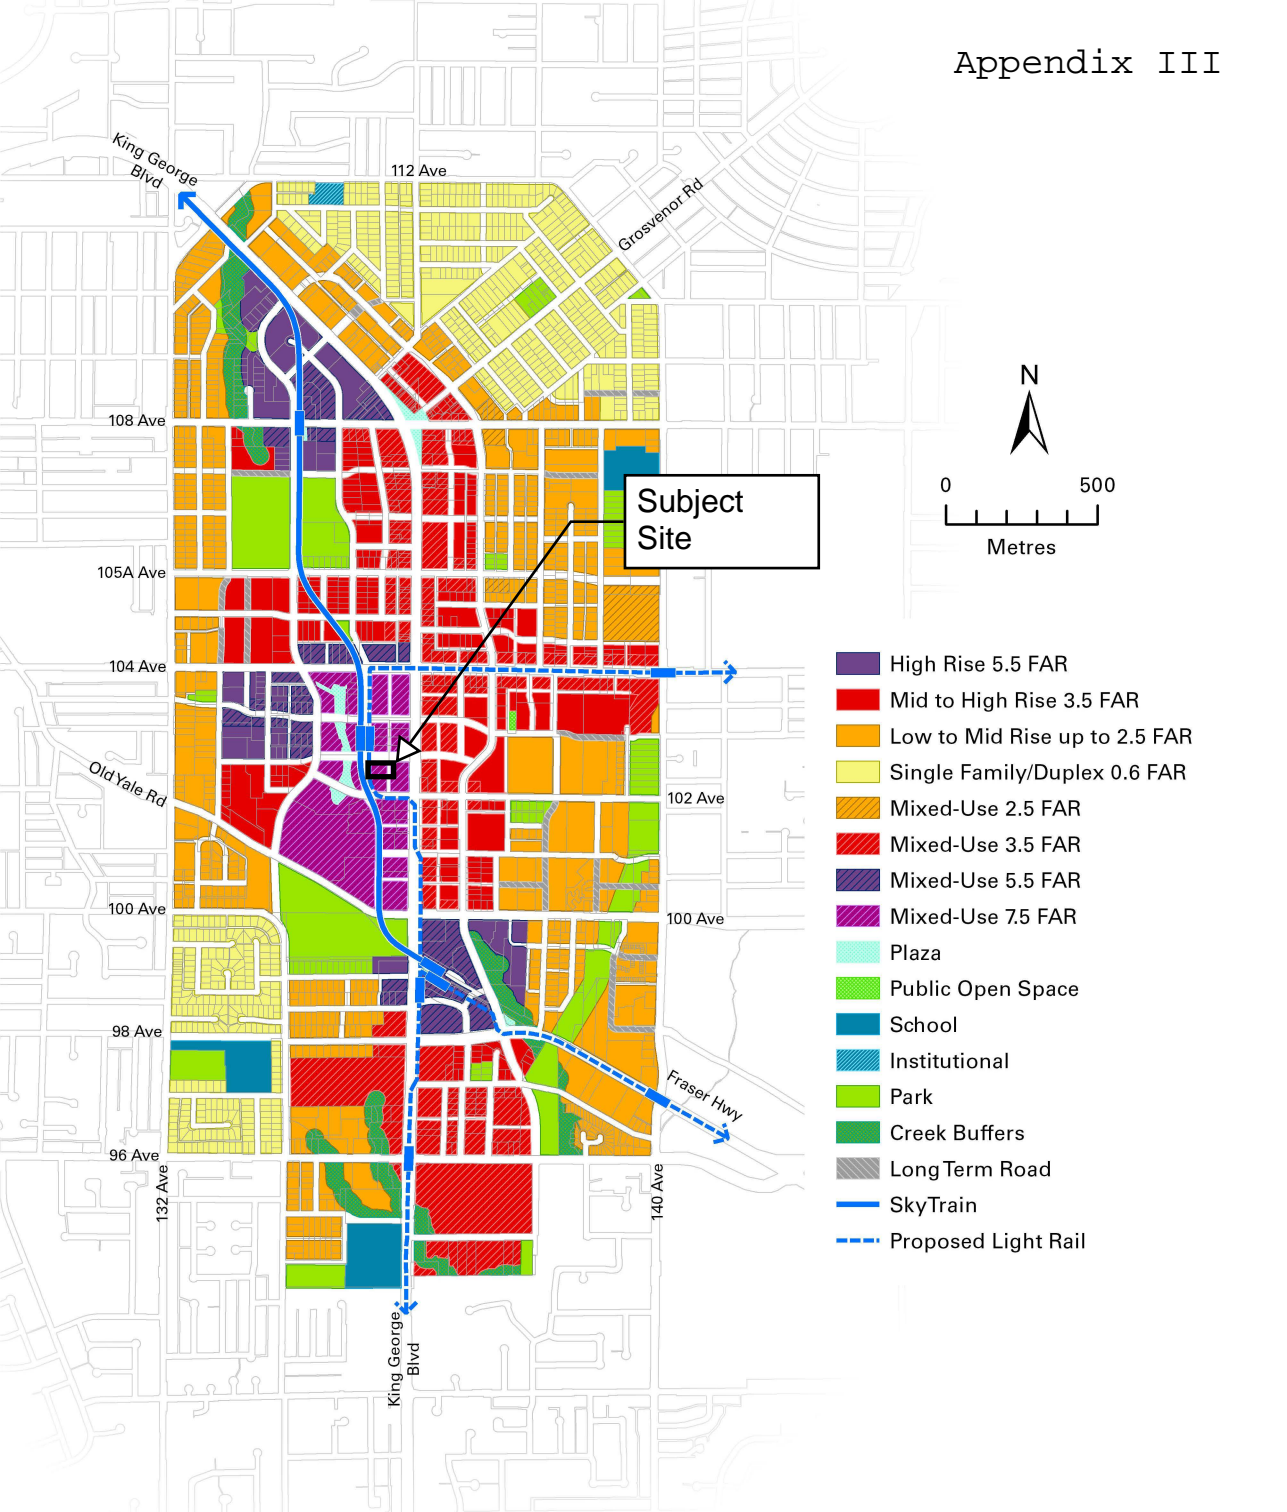 Appendix III
King George
Blvd
112 Ave
Grosvenor Rd
N
108 Ave
0 500
Metres
Subject
Site
105A Ave
104 Ave
Old Yale Rd
102 Ave
100 Ave
100 Ave
98 Ave
Fraser Hwy
96 Ave
132 Ave
140 Ave
King George
Blvd
High Rise 5.5 FAR
Mid to High Rise 3.5 FAR
Low to Mid Rise up to 2.5 FAR
Single Family/Duplex 0.6 FAR
Mixed-Use 2.5 FAR
Mixed-Use 3.5 FAR
Mixed-Use 5.5 FAR
Mixed-Use 7.5 FAR
Plaza
Public Open Space
School
Institutional
Park
Creek Buffers
Long Term Road
SkyTrain
Proposed Light Rail